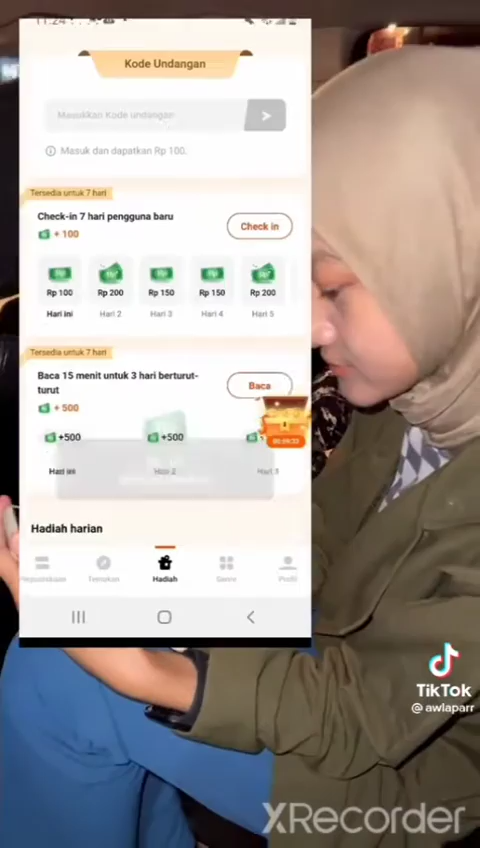 11:24
Kode Undangan
Masukkan Kode undangan
Masuk dan dapatkan Rp 100.
Tersedia untuk 7 hari
Check-in 7 hari pengguna baru
+ 100
Check in
Rp 100
Rp 200
Rp 150
Rp 150
Rp 200
Hari ini
Hari 2
Hari 3
Hari 4
Hari 5
Tersedia untuk 7 hari
Baca 15 menit untuk 3 hari berturut-
turut
+ 500
Baca
+500
+500
Hari ini
Hari 2
Hari 3
Hadiah harian
Perpustakaan
Temukan
Hadiah
Genre
Profil
TikTok
@ awlaparr
XRecorder